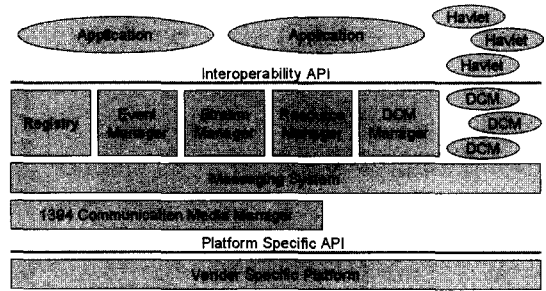 Havlet
Application
Application
Havlet
Havlet
Interoperability API
Registry
Event Manager
Stream Manager
Resource Manager
DCM Manager
DCM
DCM
DCM
Messaging System
1394 Communication Media Manager
Platform Specific API
Vendor Specific Platform